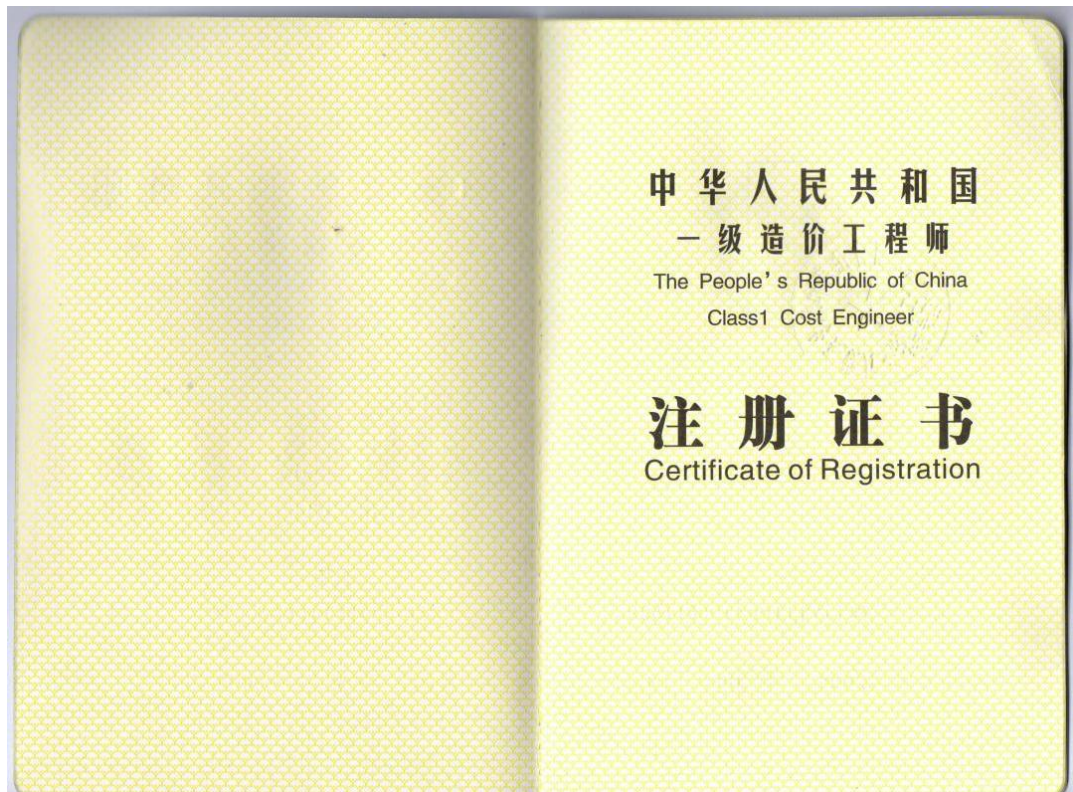 中华人民共和国
一级造价工程师
The People's Republic of China
Class1 Cost Engineer
注册证书
Certificate of Registration